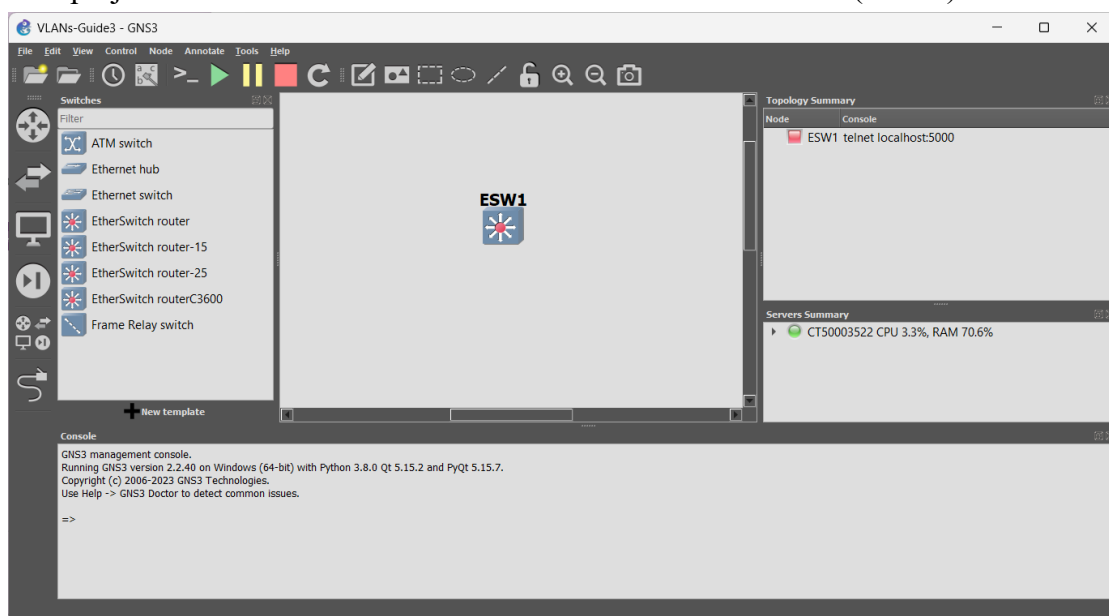 VLANs-Guide3 - GNS3
File Edit View Control Node Annotate Tools Help
Switches
Filter
ATM switch
Ethernet hub
Ethernet switch
EtherSwitch router
EtherSwitch router-15
EtherSwitch router-25
EtherSwitch routerC3600
Frame Relay switch
New template
ESW1
Topology Summary
Node Console
ESW1 telnet localhost:5000
Servers Summary
CT50003522 CPU 3.3%, RAM 70.6%
Console
GNS3 management console.
Running GNS3 version 2.2.40 on Windows (64-bit) with Python 3.8.0 Qt 5.15.2 and PyQt 5.15.7.
Copyright (c) 2006-2023 GNS3 Technologies.
Use Help -> GNS3 Doctor to detect common issues.
=>